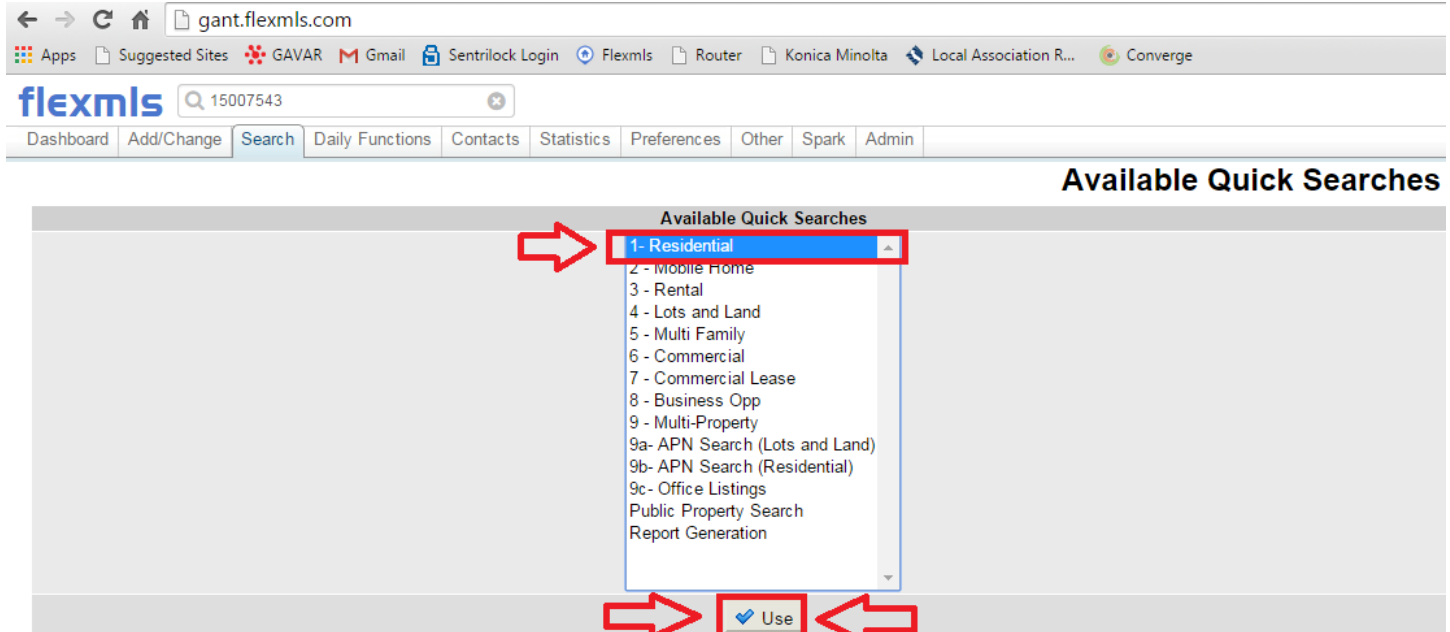 gant.flexmls.com
Apps Suggested Sites GAVAR Gmail Sentrilock Login Flexmls Router Konica Minolta Local Association R... Converge
flexmls 15007543
Dashboard Add/Change Search Daily Functions Contacts Statistics Preferences Other Spark Admin
Available Quick Searches
Available Quick Searches
1- Residential
2 - Mobile Home
3 - Rental
4 - Lots and Land
5 - Multi Family
6 - Commercial
7 - Commercial Lease
8 - Business Opp
9 - Multi-Property
9a- APN Search (Lots and Land)
9b- APN Search (Residential)
9c- Office Listings
Public Property Search
Report Generation
Use